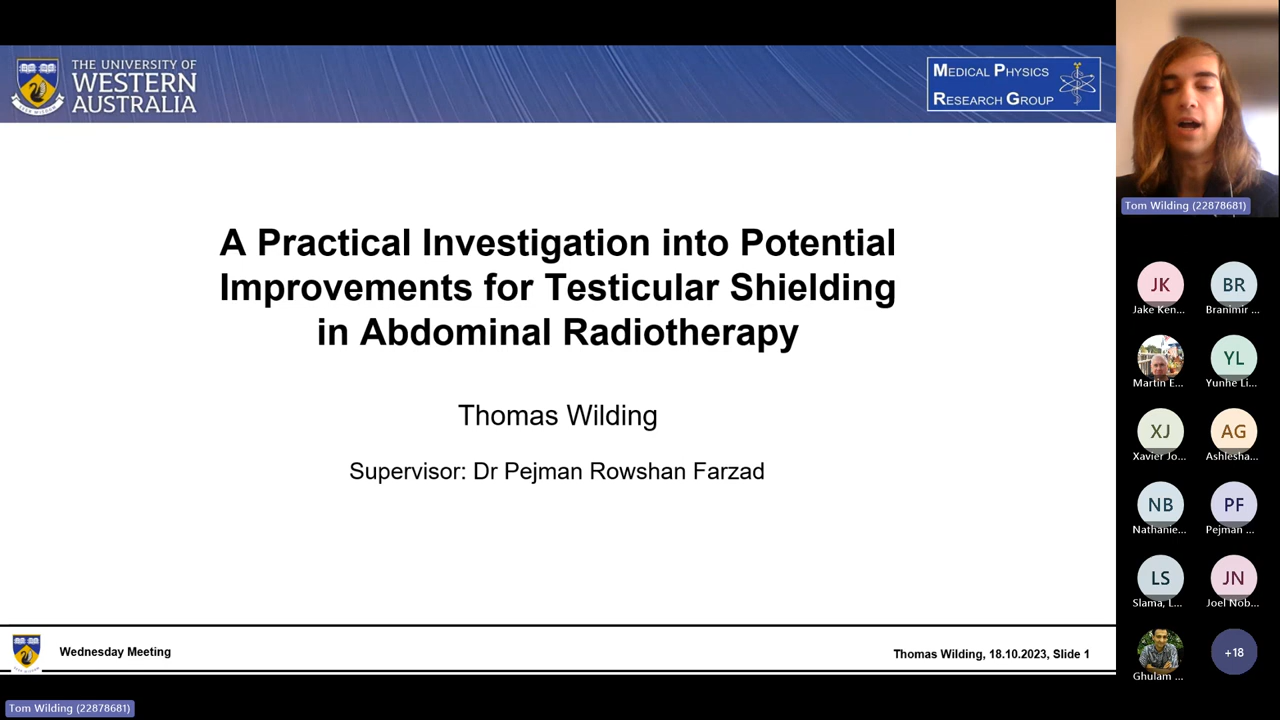 THE UNIVERSITY OF
WESTERN
AUSTRALIA
MEDICAL PHYSICS
RESEARCH GROUP
A Practical Investigation into Potential
Improvements for Testicular Shielding
in Abdominal Radiotherapy
Thomas Wilding
Supervisor: Dr Pejman Rowshan Farzad
Wednesday Meeting
Thomas Wilding, 18.10.2023, Slide 1
Tom Wilding (22878681)
Tom Wilding (22878681)
JK
BR
Jake Ken...
Branimir ...
YL
Martin E...
Yunhe Li...
XJ
AG
Xavier Jo...
Ashlesha...
NB
PF
Nathanie...
Pejman ...
LS
JN
Slama, L...
Joel Nob...
+18
Ghulam ...